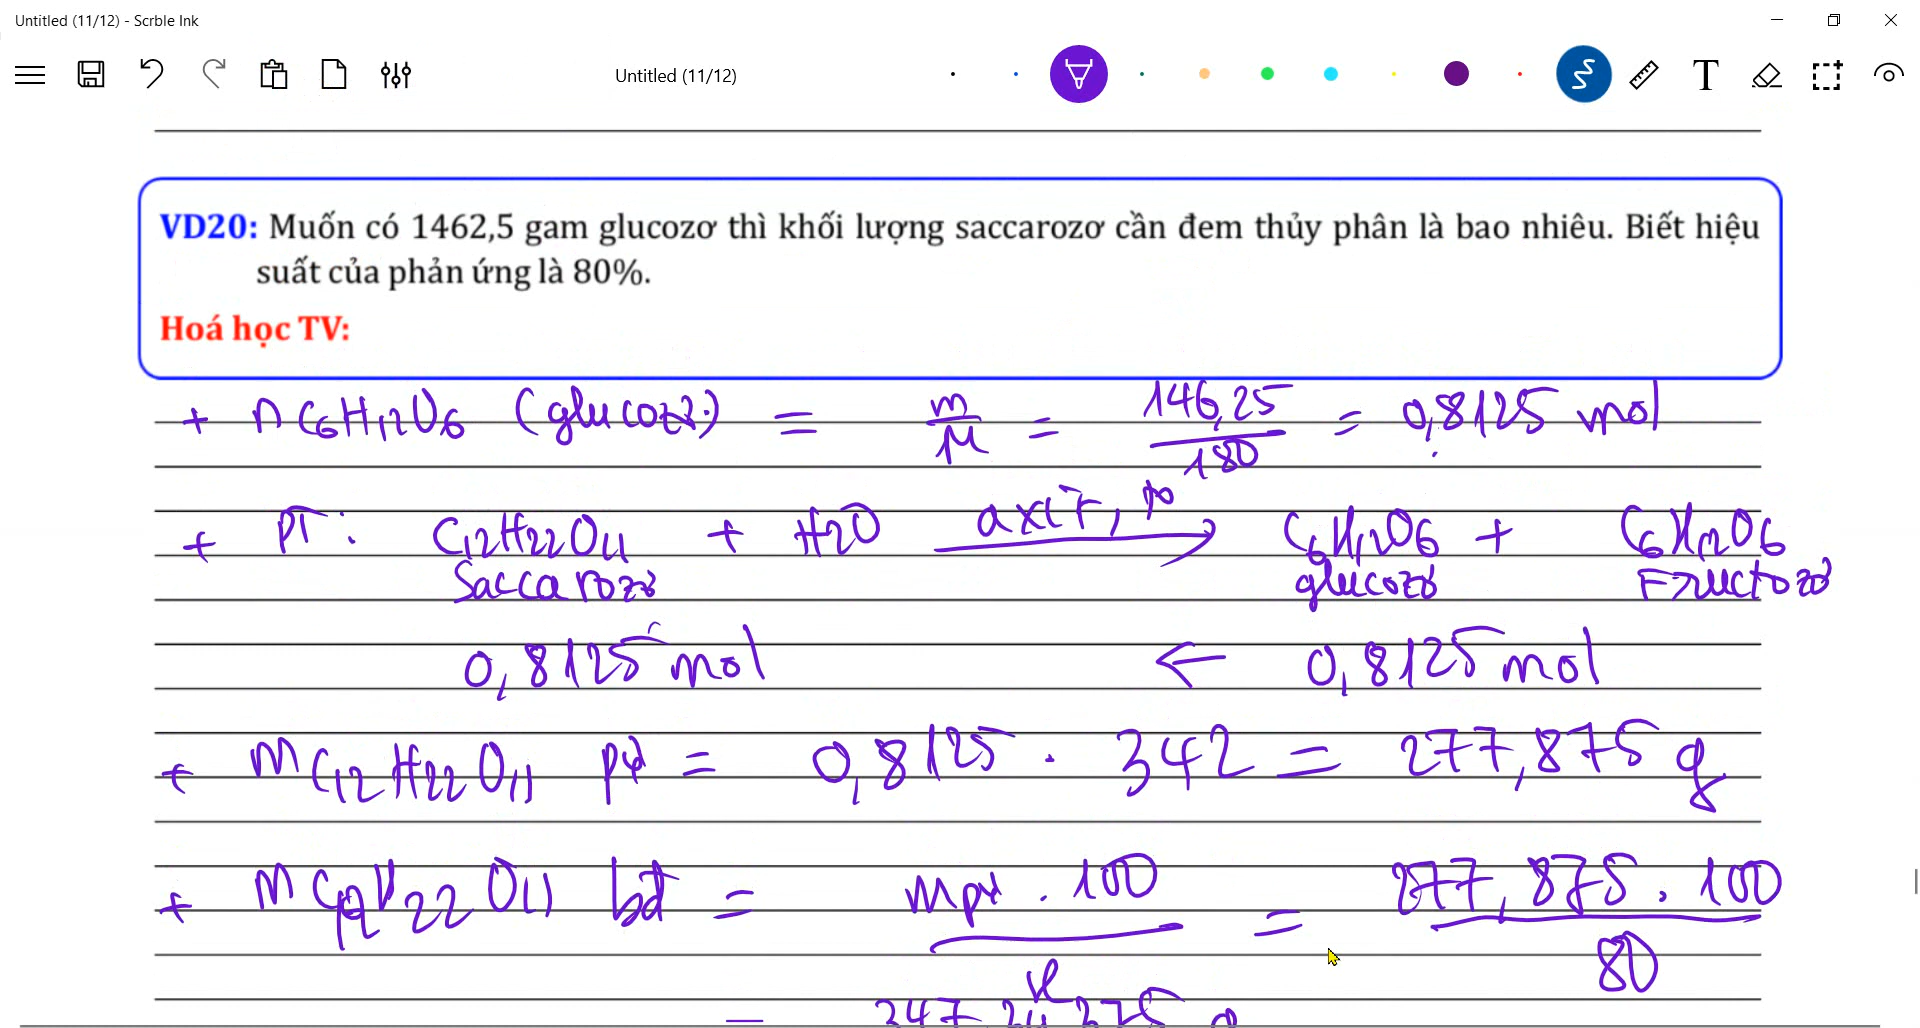 Untitled (11/12) - Scrble Ink
Untitled (11/12)
T
VD20: Muốn có 1462,5 gam glucozơ thì khối lượng saccarozơ cần đem thủy phân là bao nhiêu. Biết hiệu
suất của phản ứng là 80%.
Hoá học TV:
+ nC6H12O6 (glucozơ) = m/M = 146,25/180 = 0,8125 mol
+ PT: C12H22O11 + H2O axit, to → C6H12O6 + C6H12O6
Saccarozơ glucozơ Fructozơ
0,8125 mol ← 0,8125 mol
+ mC12H22O11 pư = 0,8125 . 342 = 277,875 g
+ mC12H22O11 bđ = mpư . 100 / H = 277,875 . 100 / 80
=